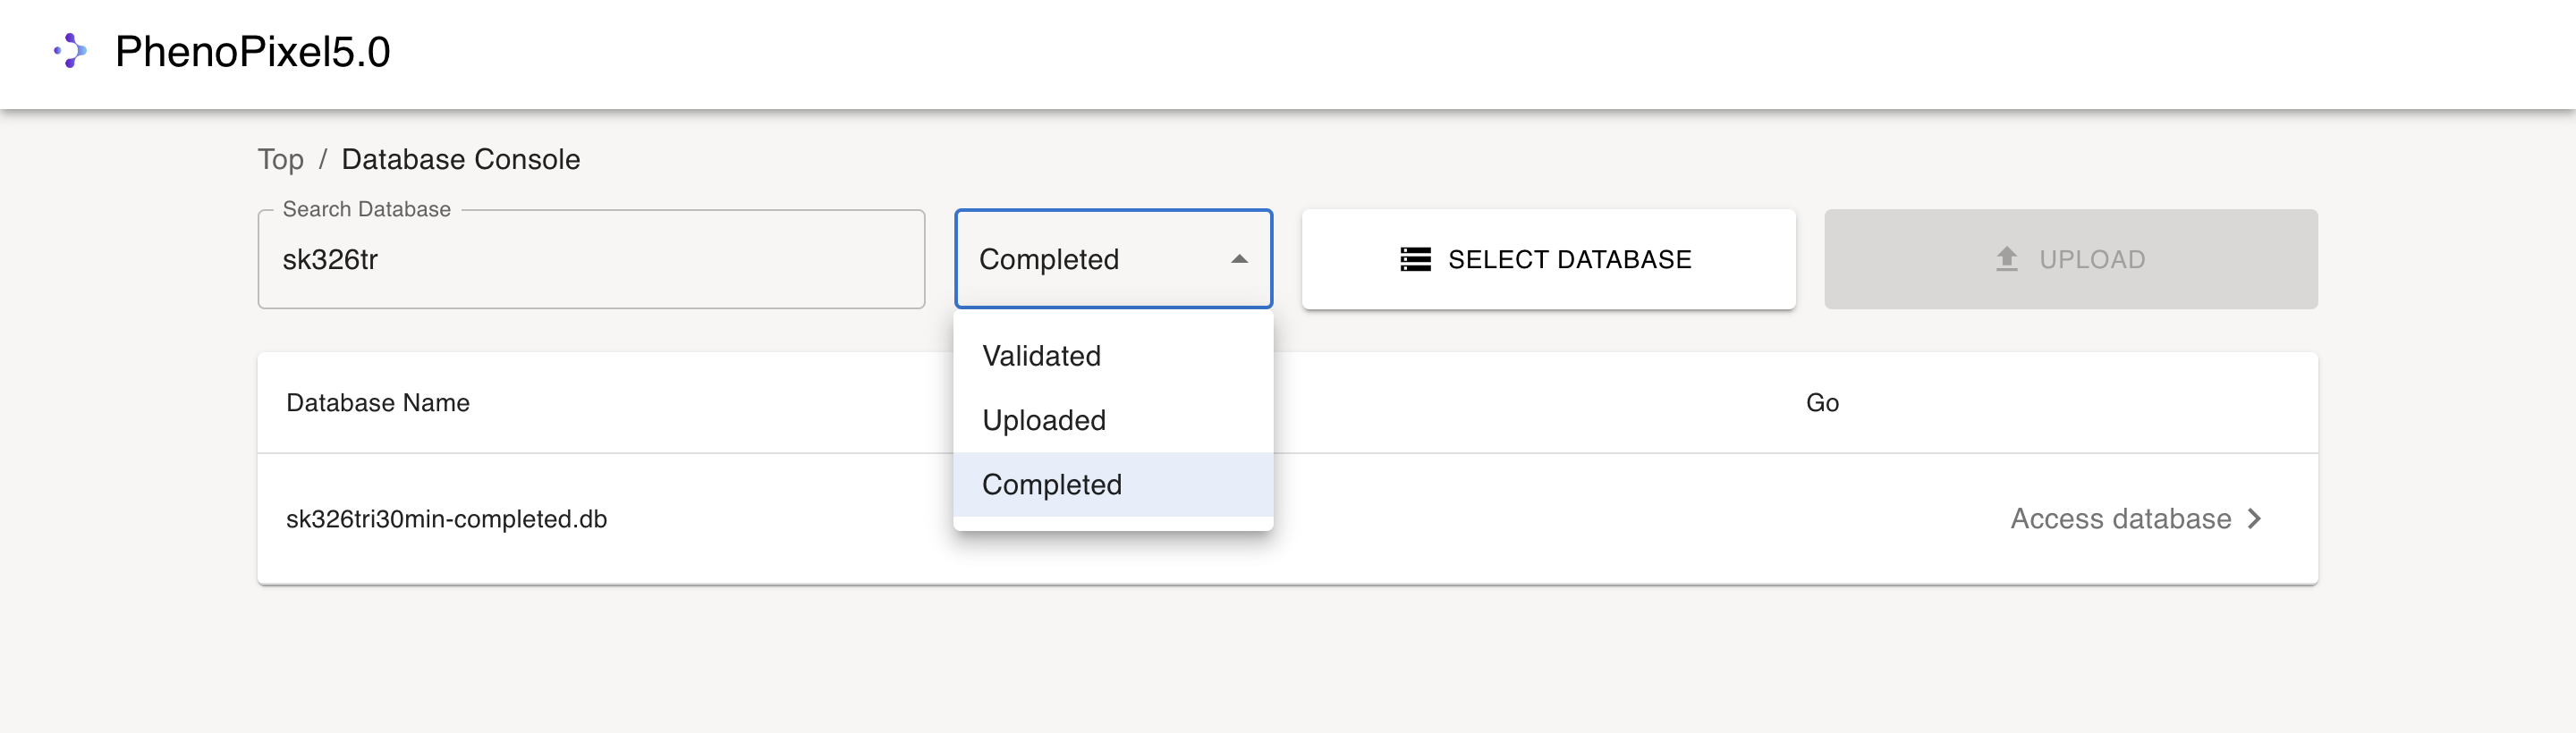 PhenoPixel5.0
Top / Database Console
Search Database
sk326tr
Completed
SELECT DATABASE
UPLOAD
Validated
Uploaded
Completed
Database Name
Go
sk326tri30min-completed.db
Access database